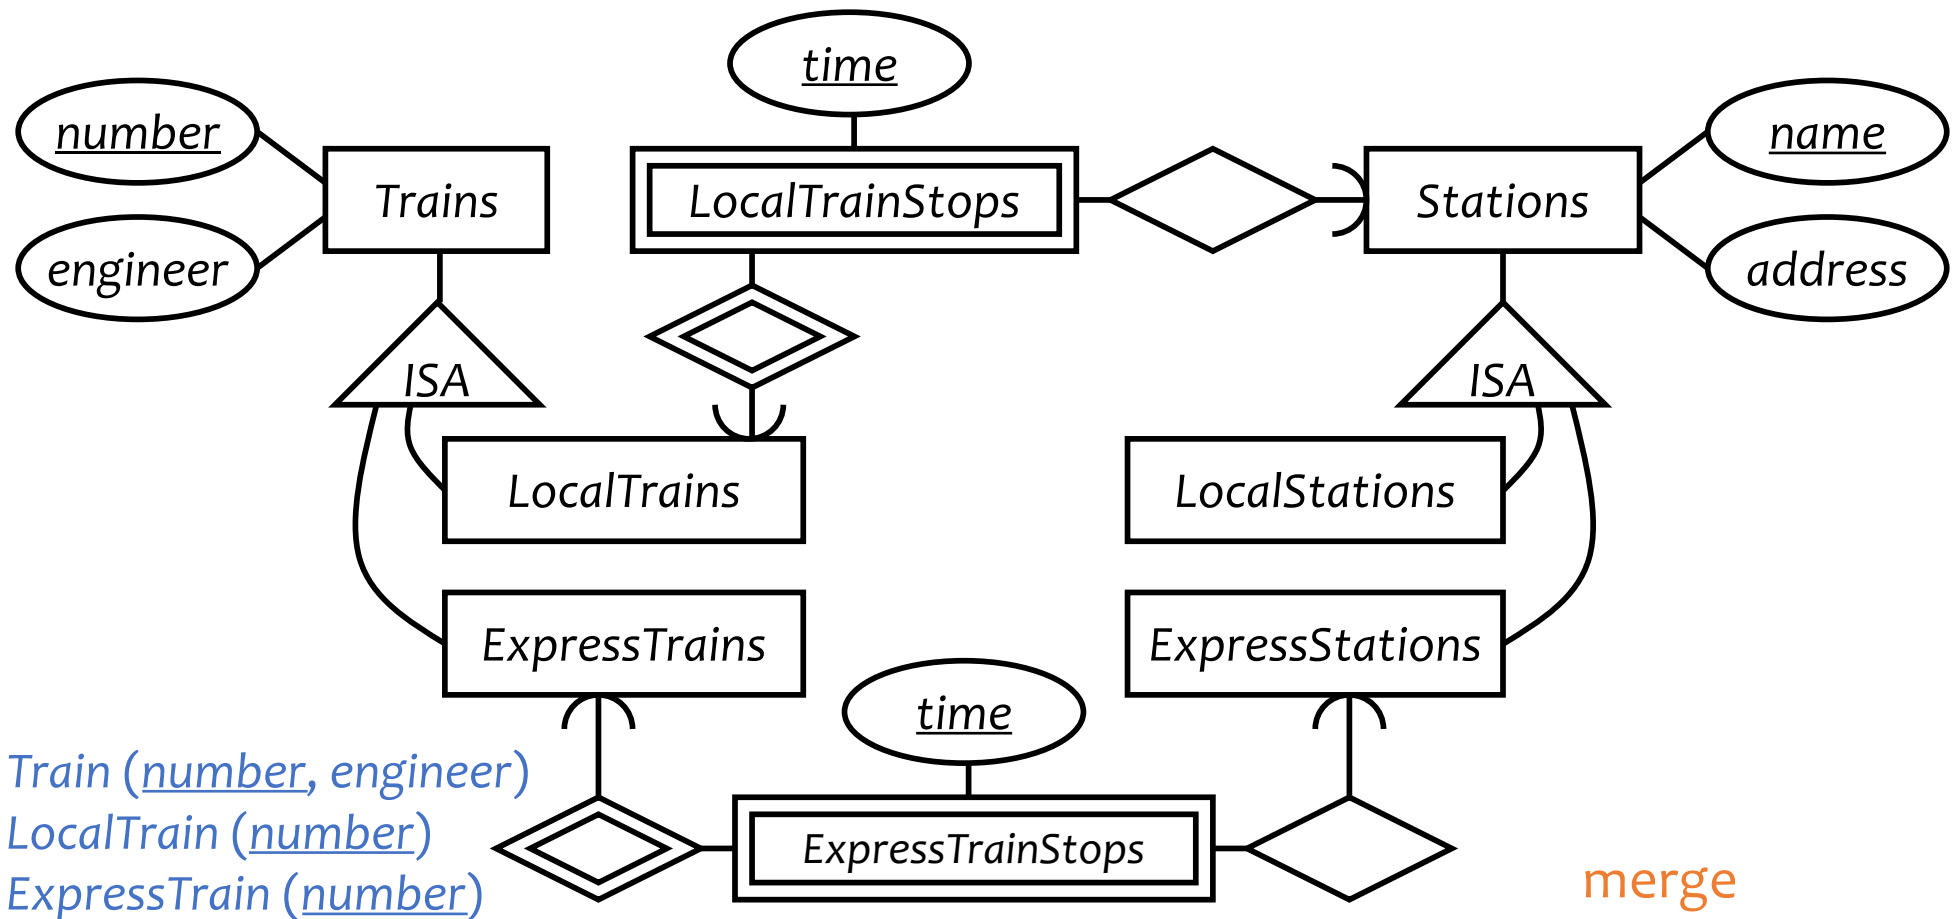 time
number
name
Trains
LocalTrainStops
Stations
engineer
address
ISA
ISA
LocalTrains
LocalStations
ExpressTrains
ExpressStations
time
Train (number, engineer)
LocalTrain (number)
ExpressTrainStops
ExpressTrain (number)
merge